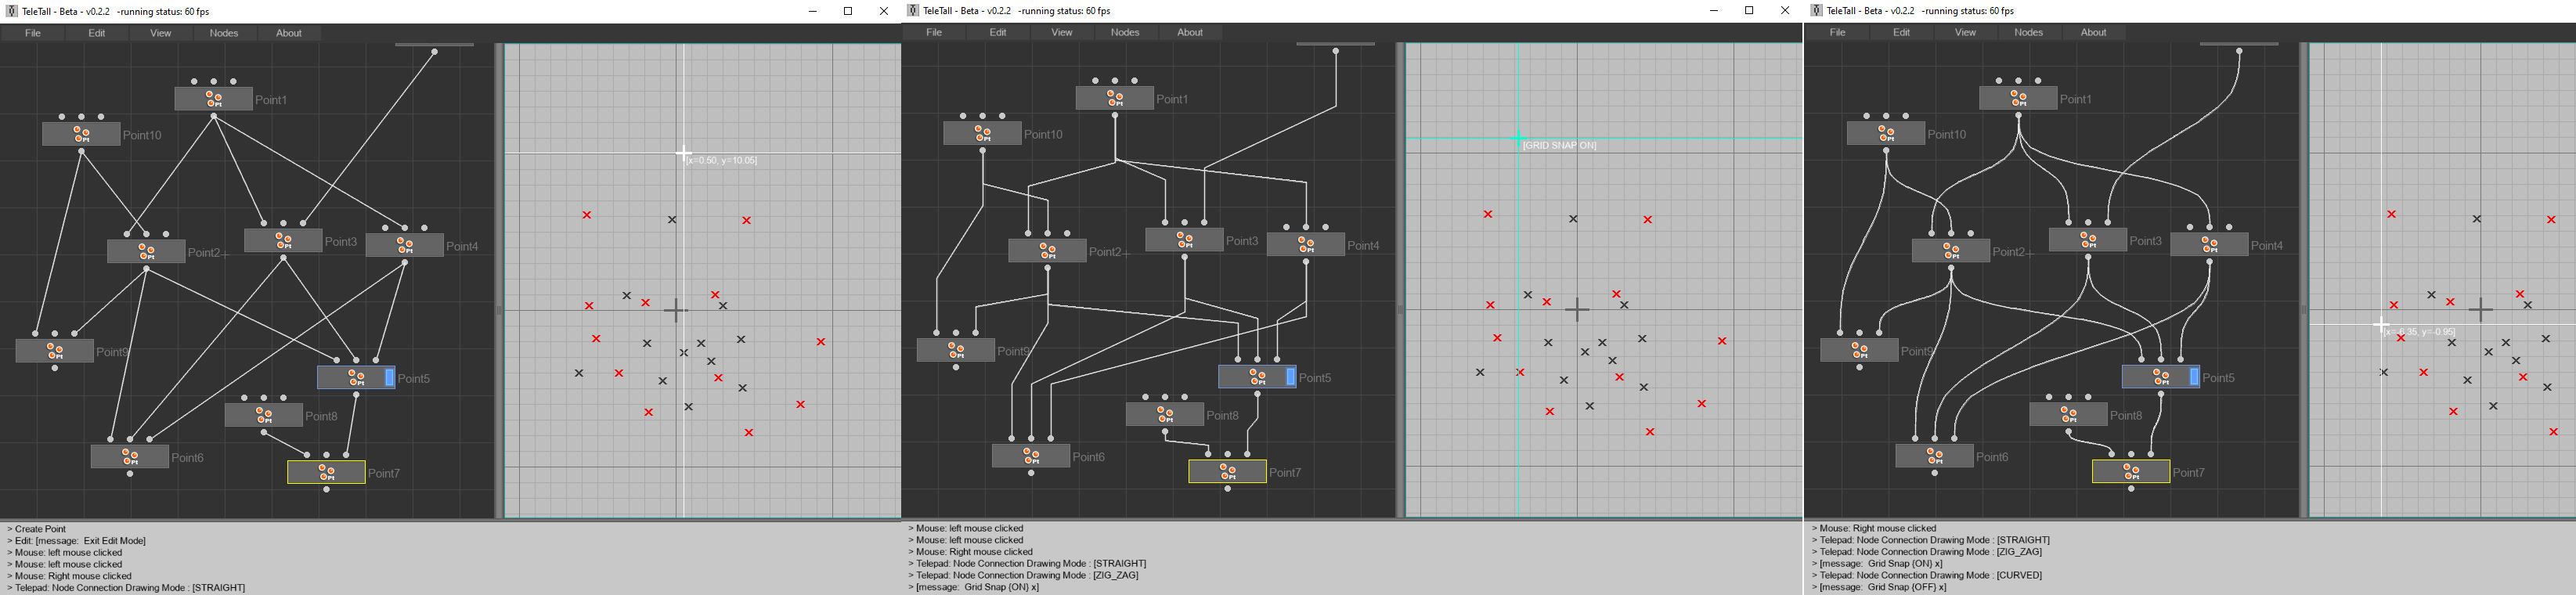 TeleTall - Beta - v0.2.2 -running status: 60 fps
File Edit View Nodes About
Point1
Point10
Point2
Point3
Point4
Point9
Point5
Point8
Point6
Point7
[x=0.50, y=10.05]
> Create Point
> Edit: [message: Exit Edit Mode]
> Mouse: left mouse clicked
> Mouse: left mouse clicked
> Mouse: Right mouse clicked
> Telepad: Node Connection Drawing Mode : [STRAIGHT]
TeleTall - Beta - v0.2.2 -running status: 60 fps
File Edit View Nodes About
Point1
Point10
Point2
Point3
Point4
Point9
Point5
Point8
Point6
Point7
[GRID SNAP ON]
> Mouse: left mouse clicked
> Mouse: left mouse clicked
> Mouse: Right mouse clicked
> Telepad: Node Connection Drawing Mode : [STRAIGHT]
> Telepad: Node Connection Drawing Mode : [ZIG_ZAG]
> [message: Grid Snap {ON} x]
TeleTall - Beta - v0.2.2 -running status: 60 fps
File Edit View Nodes About
Point1
Point10
Point2
Point3
Point4
Point9
Point5
Point8
Point6
Point7
[x=-6.35, y=-0.95]
> Mouse: Right mouse clicked
> Telepad: Node Connection Drawing Mode : [STRAIGHT]
> Telepad: Node Connection Drawing Mode : [ZIG_ZAG]
> [message: Grid Snap {ON} x]
> Telepad: Node Connection Drawing Mode : [CURVED]
> [message: Grid Snap {OFF} x]